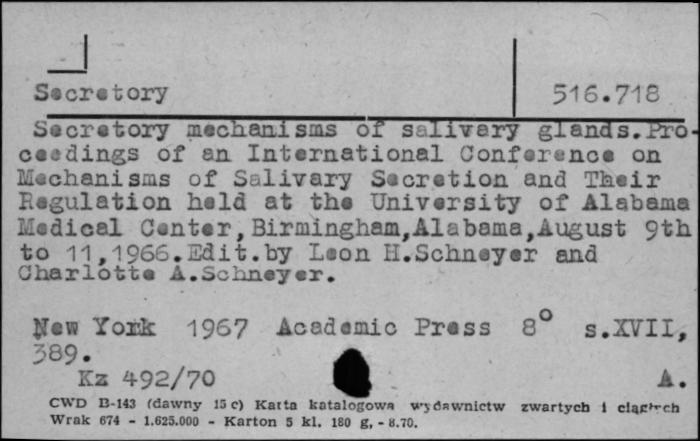 Secretory 516.718
Secretory mechanisms of salivary glands.Pro-
ceedings of an International Conference on
Mechanisms of Salivary Secretion and Their
Regulation held at the University of Alabama
Medical Center,Birmingham,Alabama,August 9th
to 11,1966.Edit.by Leon H.Schneyer and
Charlotte A.Schneyer.
New York 1967 Academic Press 8° s.XVII,
389.
Kz 492/70 A.
CWD B-143 (dawny 15 c) Karta katalogowa wydawnictw zwartych i ciągłych
Wrak 674 - 1.625.000 - Karton 5 kl. 180 g, - 8.70.